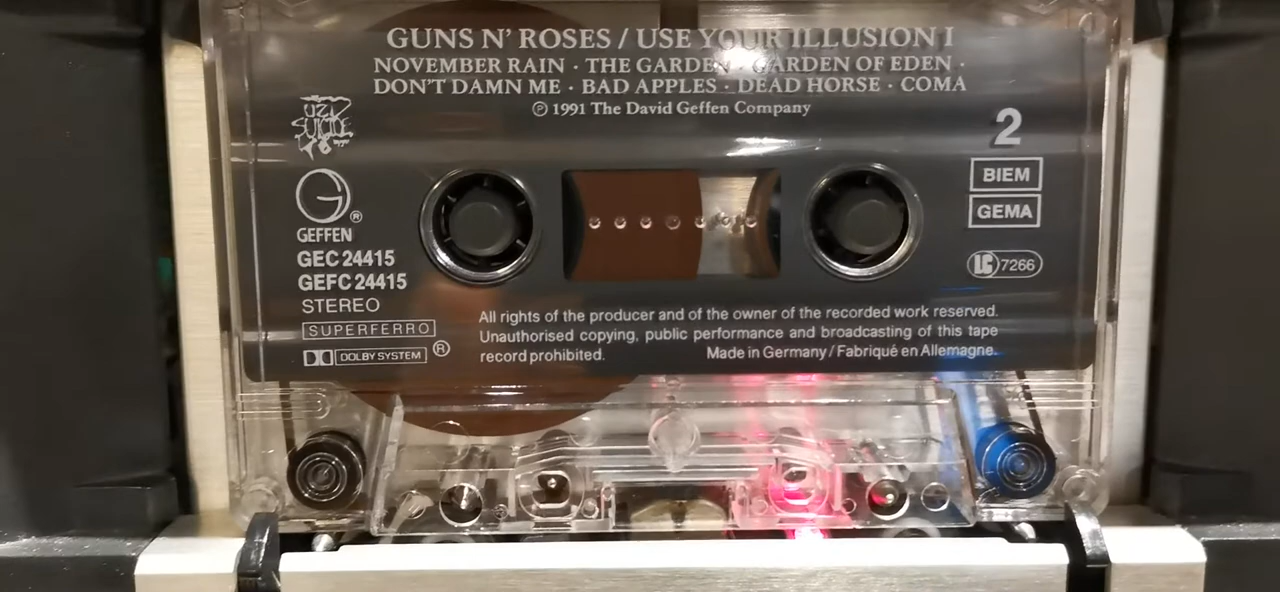 GUNS N' ROSES / USE YOUR ILLUSION I
NOVEMBER RAIN · THE GARDEN · GARDEN OF EDEN ·
DON'T DAMN ME · BAD APPLES · DEAD HORSE · COMA
℗ 1991 The David Geffen Company
UZI
SUICIDE
2
BIEM
GEMA
GEFFEN ®
GEC 24415
GEFC 24415
STEREO
SUPERFERRO
DOLBY SYSTEM ®
LC 7266
All rights of the producer and of the owner of the recorded work reserved.
Unauthorised copying, public performance and broadcasting of this tape
record prohibited. Made in Germany / Fabriqué en Allemagne.